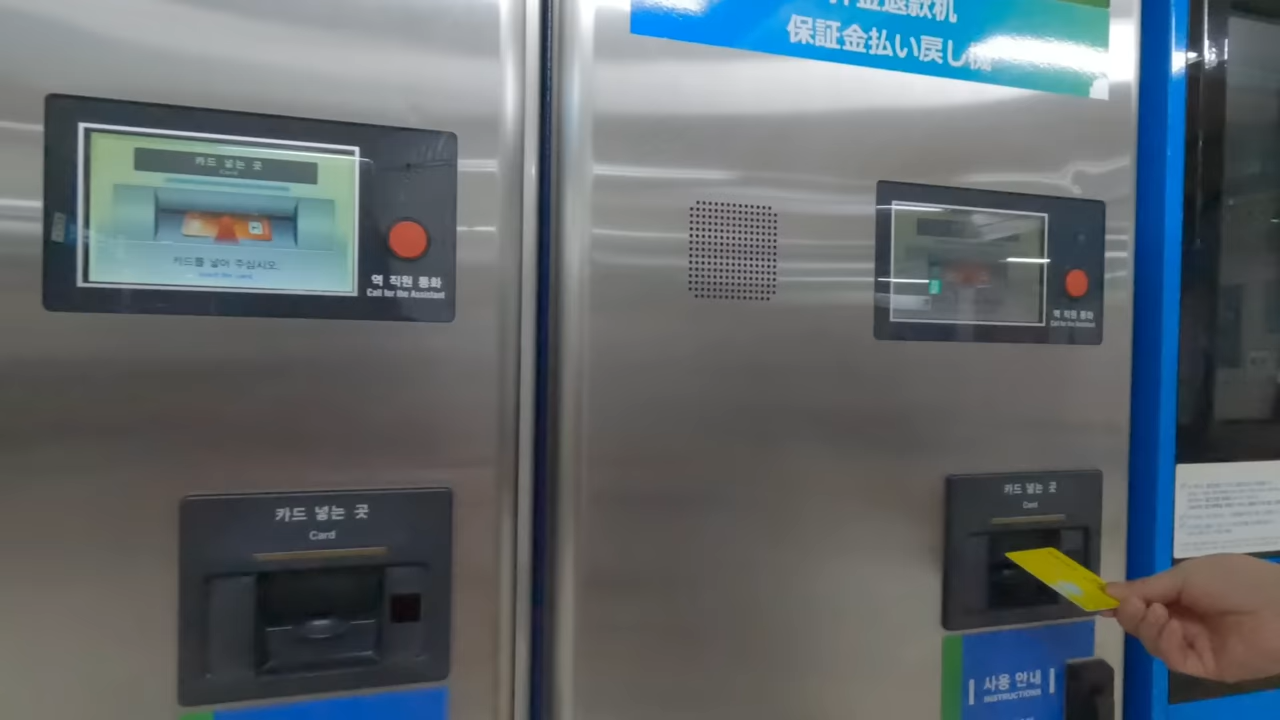 카드 넣는 곳
Card
카드를 넣어 주십시오.
Insert the card.
역 직원 통화
Call for the Assistant
카드 넣는 곳
Card
保証金払い戻し機
역 직원 통화
Call for the Assistant
카드 넣는 곳
Card
사용 안내
INSTRUCTIONS